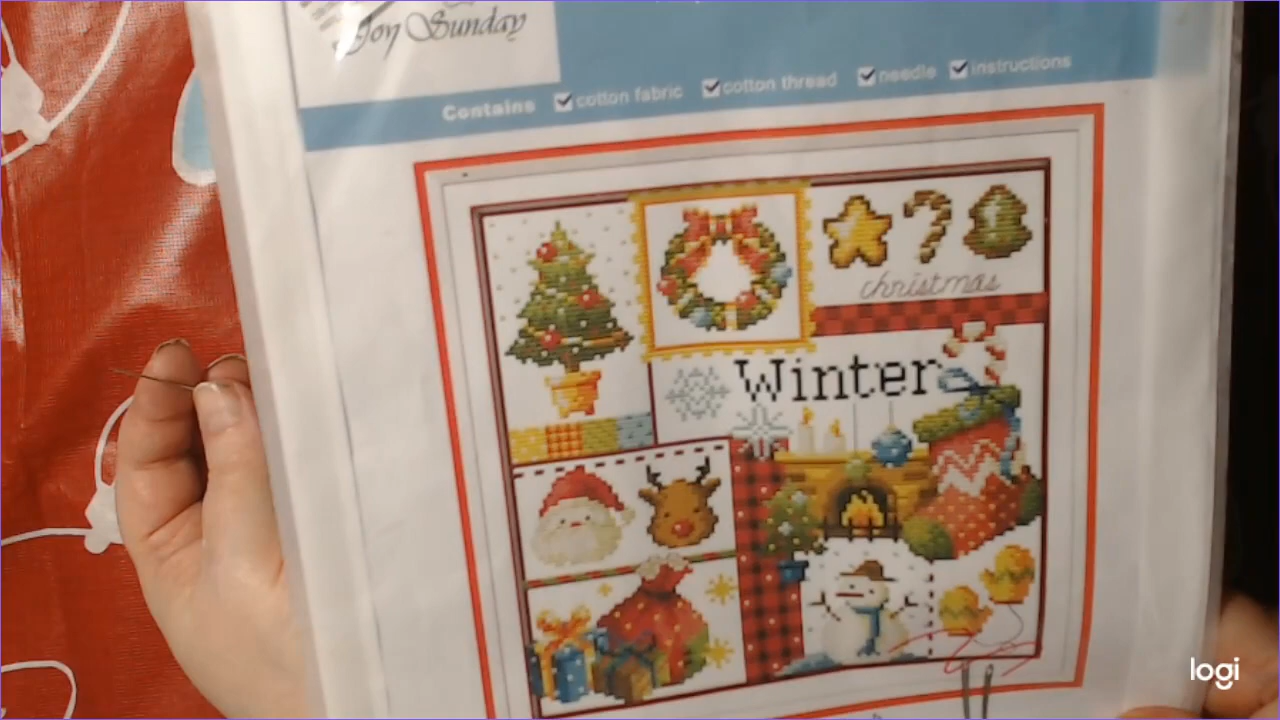 Joy Sunday
Contains cotton fabric cotton thread needle instructions
christmas
Winter
logi